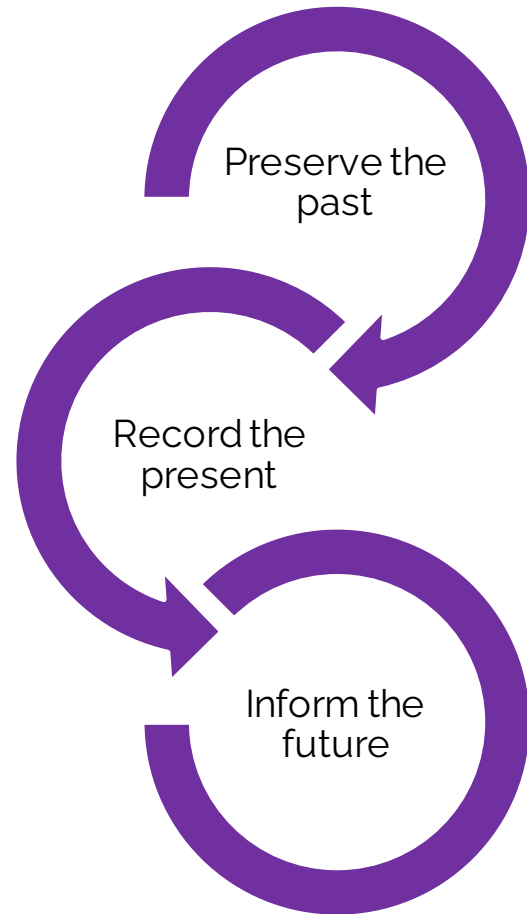 Preserve the
past
Record the
present
Inform the
future